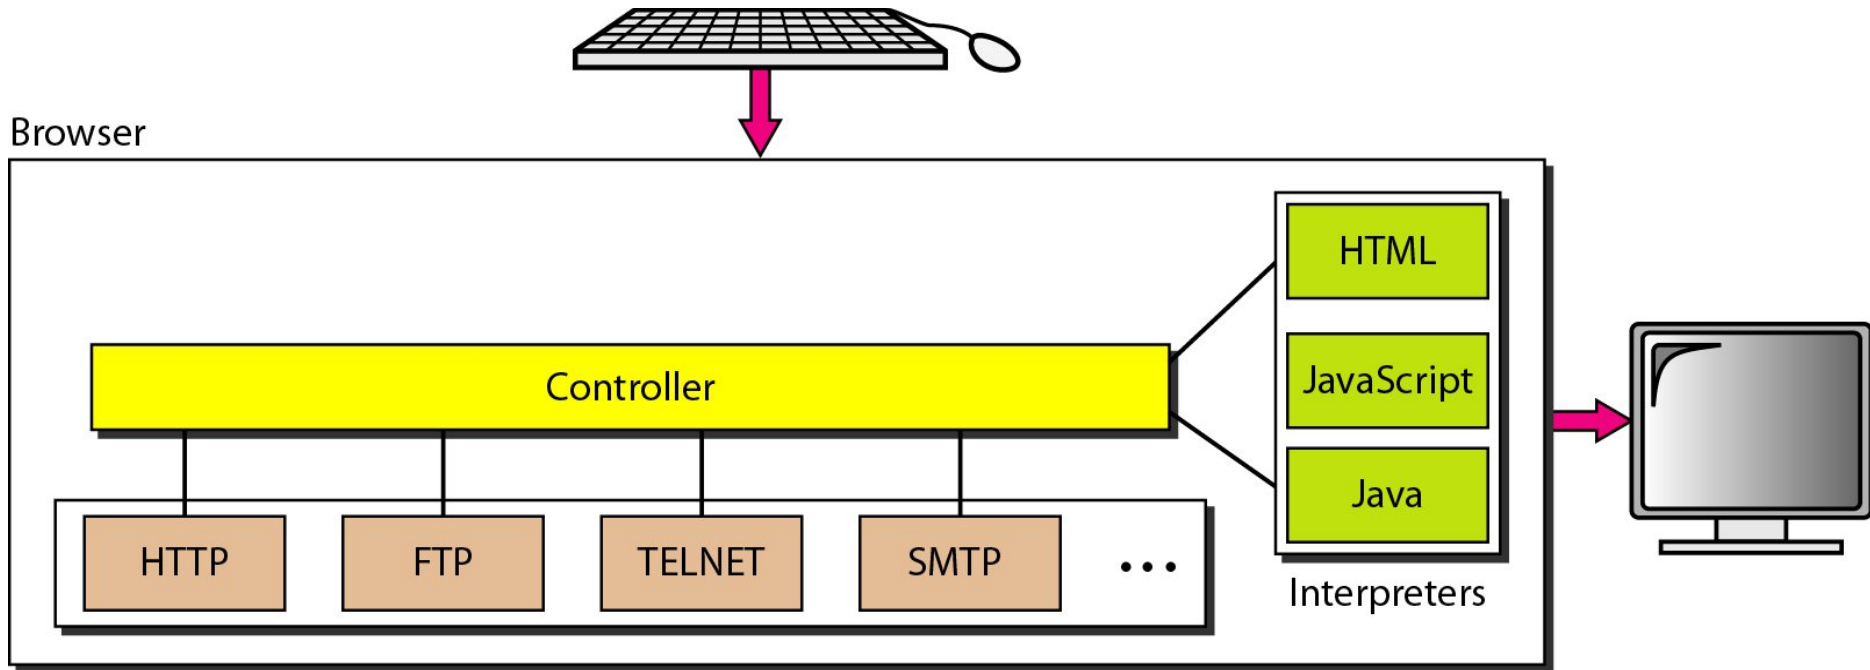 Browser
HTML
Controller
JavaScript
Java
HTTP
FTP
TELNET
SMTP
...
Interpreters